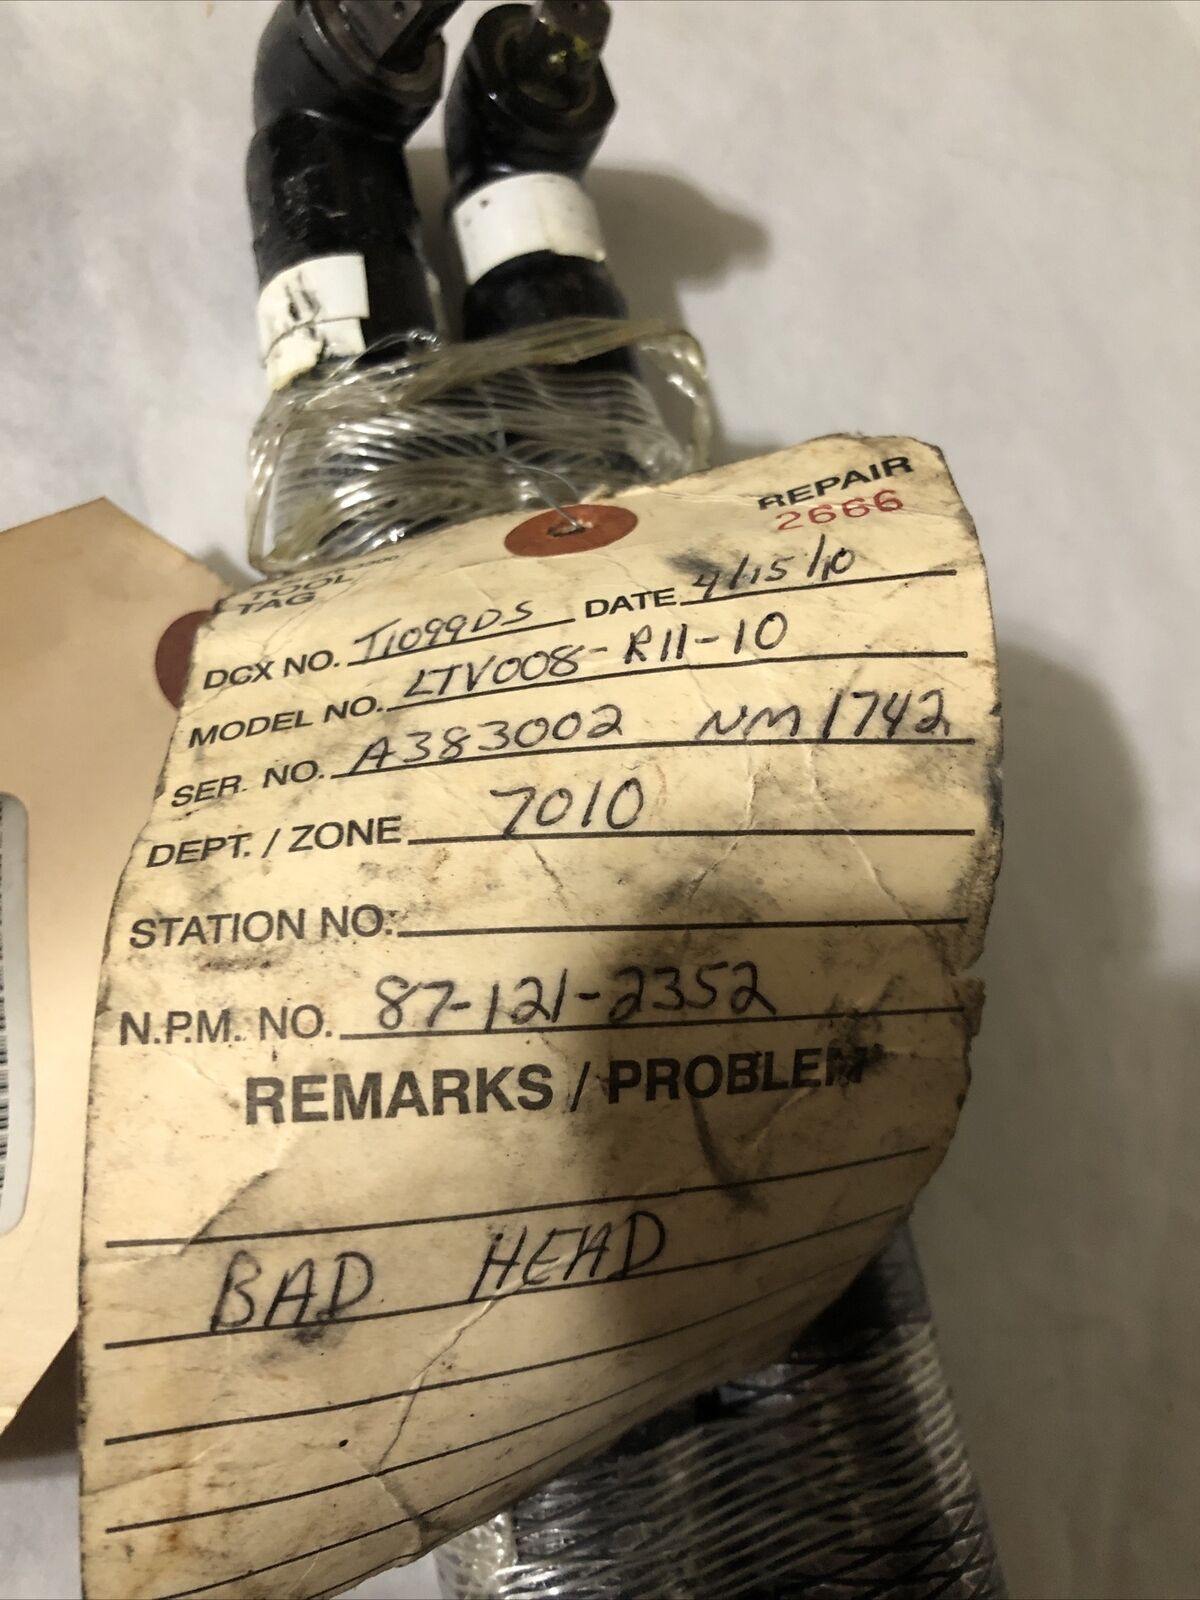 REPAIR
2666
TOOL
TAG
DCX NO. T1099DS DATE 4/15/10
MODEL NO. LTV008-R11-10
SER. NO. A383002 NM1742
DEPT. / ZONE 7010
STATION NO.
N.P.M. NO. 87-121-2352
REMARKS / PROBLEM
BAD HEAD